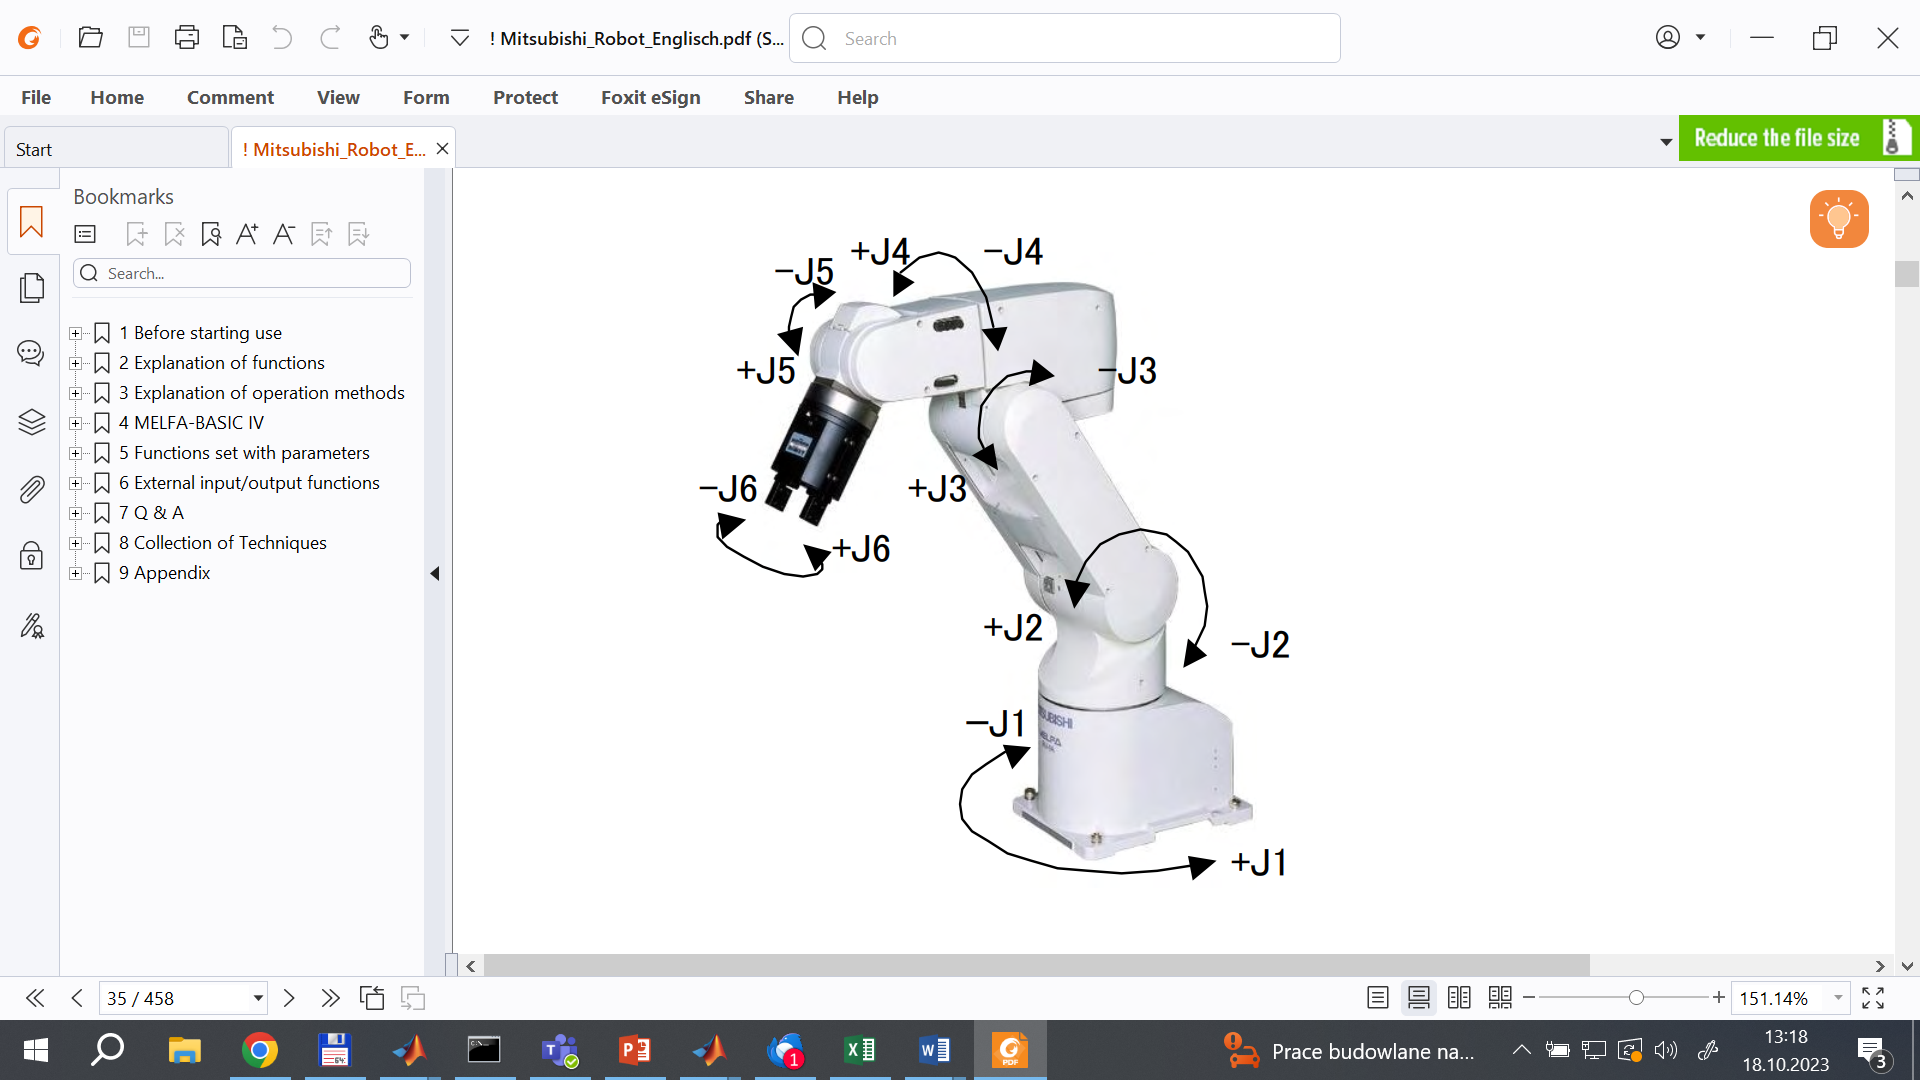 ! Mitsubishi_Robot_Englisch.pdf (S...
Search
File
Home
Comment
View
Form
Protect
Foxit eSign
Share
Help
Start
! Mitsubishi_Robot_E...
Reduce the file size
Bookmarks
Search...
1 Before starting use
2 Explanation of functions
3 Explanation of operation methods
4 MELFA-BASIC IV
5 Functions set with parameters
6 External input/output functions
7 Q & A
8 Collection of Techniques
9 Appendix
+J4
−J4
−J5
+J5
−J3
−J6
+J3
+J6
+J2
−J2
−J1
+J1
35 / 458
151.14%
Prace budowlane na...
13:18
18.10.2023
3
1
PDF